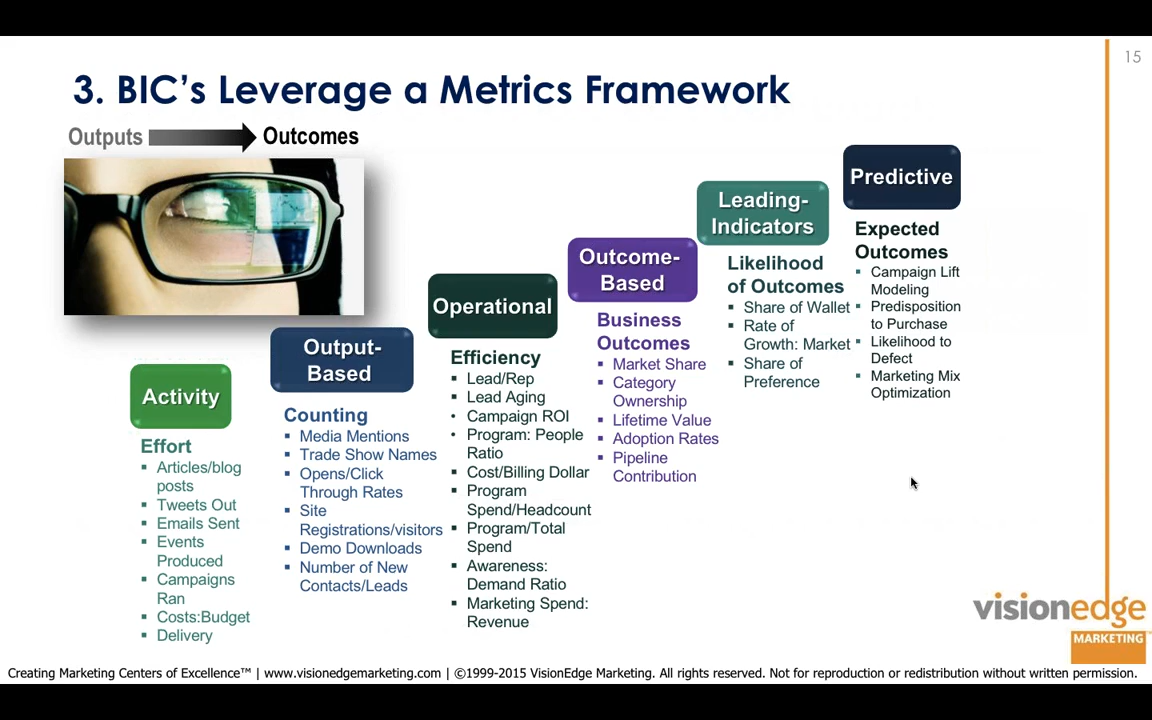 15
3. BIC's Leverage a Metrics Framework
Outputs
Outcomes
Activity
Effort
Articles/blog
posts
Tweets Out
Emails Sent
Events
Produced
Campaigns
Ran
Costs:Budget
Delivery
Output-
Based
Counting
Media Mentions
Trade Show Names
Opens/Click
Through Rates
Site
Registrations/visitors
Demo Downloads
Number of New
Contacts/Leads
Operational
Efficiency
Lead/Rep
Lead Aging
Campaign ROI
Program: People
Ratio
Cost/Billing Dollar
Program
Spend/Headcount
Program/Total
Spend
Awareness:
Demand Ratio
Marketing Spend:
Revenue
Outcome-
Based
Business
Outcomes
Market Share
Category
Ownership
Lifetime Value
Adoption Rates
Pipeline
Contribution
Leading-
Indicators
Likelihood
of Outcomes
Share of Wallet
Rate of
Growth: Market
Share of
Preference
Predictive
Expected
Outcomes
Campaign Lift
Modeling
Predisposition
to Purchase
Likelihood to
Defect
Marketing Mix
Optimization
visionedge
MARKETING™
Creating Marketing Centers of Excellence™ | www.visionedgemarketing.com | ©1999-2015 VisionEdge Marketing. All rights reserved. Not for reproduction or redistribution without written permission.